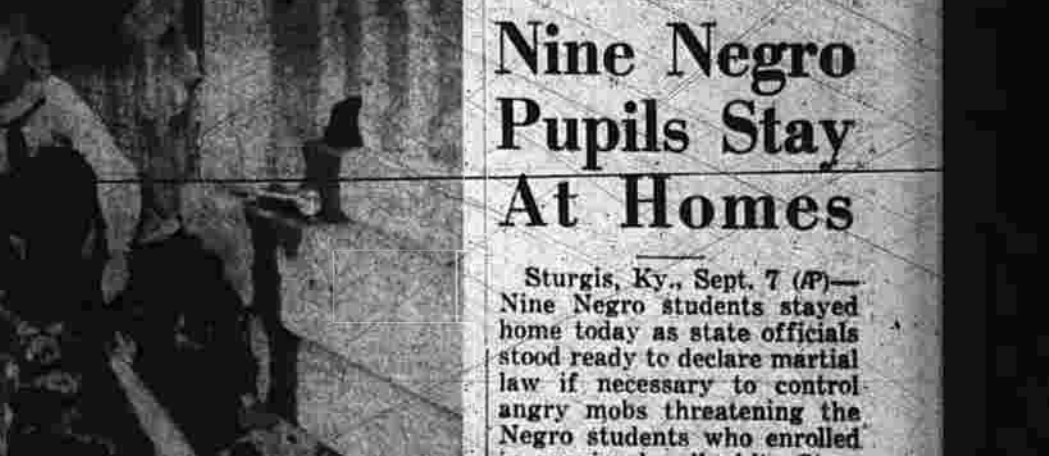 Nine Negro
Pupils Stay
At Homes
Sturgis, Ky., Sept. 7 (AP)—
Nine Negro students stayed
home today as state officials
stood ready to declare martial
law if necessary to control
angry mobs threatening the
Negro students who enrolled